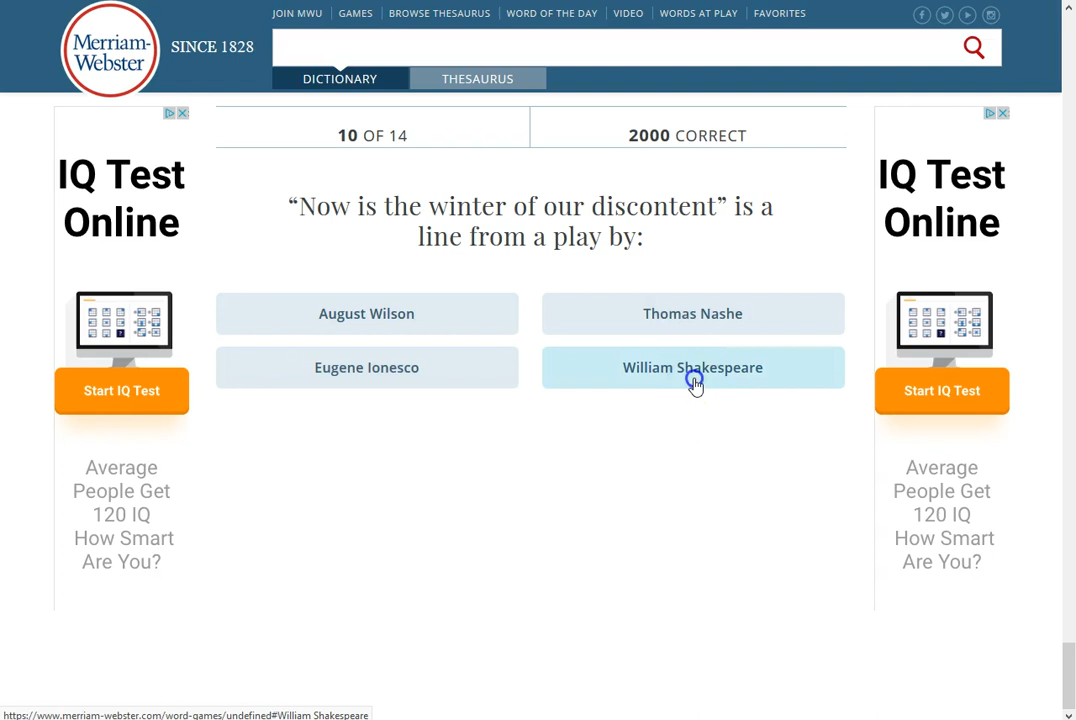 JOIN MWU GAMES BROWSE THESAURUS WORD OF THE DAY VIDEO WORDS AT PLAY FAVORITES
Merriam-
Webster
SINCE 1828
DICTIONARY THESAURUS
IQ Test
Online
Start IQ Test
Average
People Get
120 IQ
How Smart
Are You?
10 OF 14 2000 CORRECT
“Now is the winter of our discontent” is a
line from a play by:
August Wilson Thomas Nashe
Eugene Ionesco William Shakespeare
IQ Test
Online
Start IQ Test
Average
People Get
120 IQ
How Smart
Are You?
https://www.merriam-webster.com/word-games/undefined#William Shakespeare